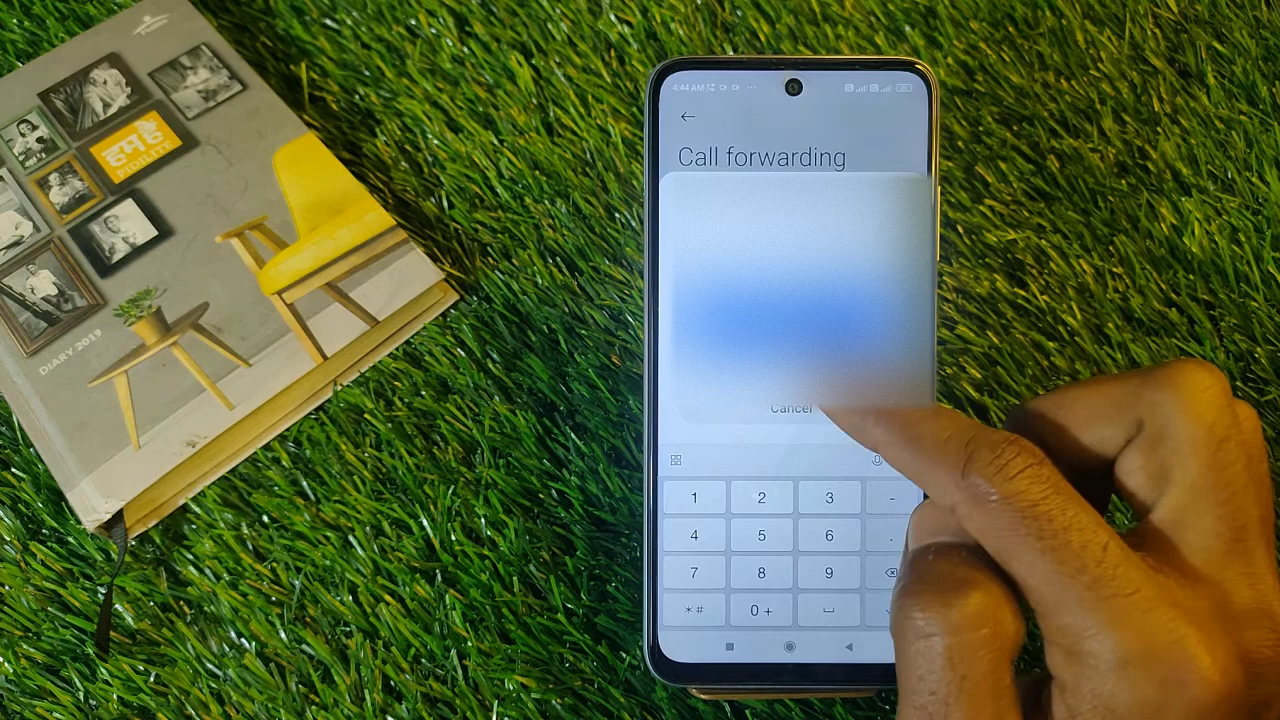 हम है
PIDILITE
DIARY 2019
4:44 AM
Call forwarding
Cancel
1 2 3 -
4 5 6 .
7 8 9
*# 0 +